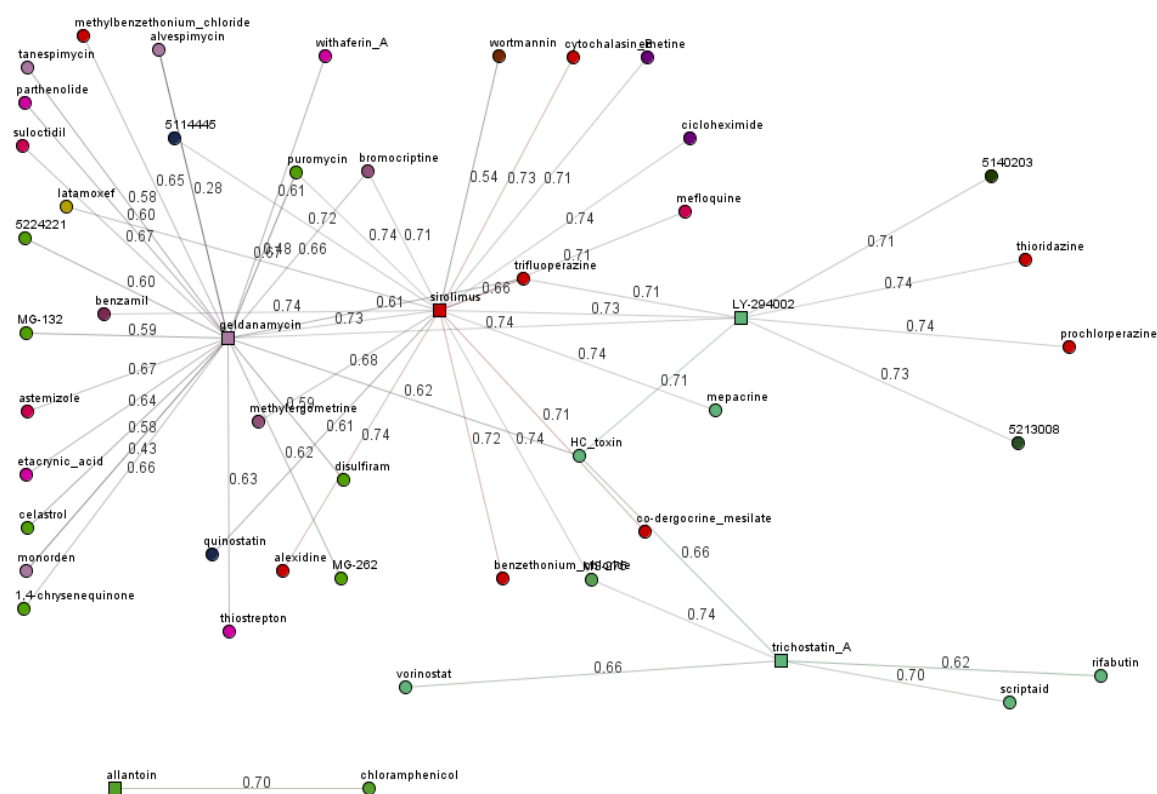 methylbenzethonium_chloride
alvespimycin
tanespimycin
withaferin_A
wortmannin
cytochalasin_B
emetine
parthenolide
5114445
suloctidil
puromycin
bromocriptine
cicloheximide
5140203
latamoxef
0.65
0.28
0.61
0.54
0.73
0.71
mefloquine
5224221
0.58
0.60
0.67
0.72
0.74
0.71
0.74
thioridazine
0.67
0.48
0.66
0.71
0.71
trifluoperazine
0.60
0.66
0.71
0.74
benzamil
0.74
0.61
sirolimus
0.73
LY-294002
MG-132
0.59
geldanamycin
0.73
0.74
0.74
prochlorperazine
0.67
0.68
0.74
0.71
0.73
astemizole
0.64
0.59
0.62
mepacrine
methylergometrine
0.71
5213008
0.58
0.61
0.74
0.72
0.74
HC_toxin
0.43
0.62
etacrynic_acid
0.66
0.63
disulfiram
celastrol
co-dergocrine_mesilate
quinostatin
0.66
monorden
alexidine
MG-262
benzethonium_chloride
MS-275
1,4-chrysenequinone
thiostrepton
0.74
trichostatin_A
vorinostat
0.66
0.62
rifabutin
0.70
scriptaid
allantoin
0.70
chloramphenicol